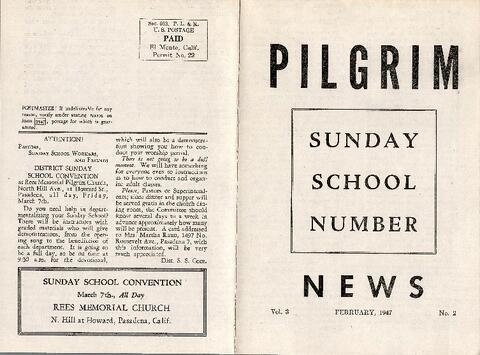 Sec. 562, P. L. & R.
U. S. POSTAGE
PAID
El Monte, Calif.
Permit No. 29
POSTMASTER: If undeliverable for any
reason, notify under stating reason on
form 3547, postage for which is guar-
anteed.
ATTENTION!
PASTORS,
SUNDAY SCHOOL WORKERS,
AND FRIENDS
DISTRICT SUNDAY
SCHOOL CONVENTION
at Rees Memorial Pilgrim Church,
North Hill Ave., at Howard St.,
Pasadena, all day, Friday,
March 7th.
Do you need help in depart-
mentalizing your Sunday School?
There will be instructors with
graded materials who will give
demonstrations, from the open-
ing song to the benediction of
each department. It is going to
be a full day, so be on time at
9:30 a.m. for the devotional,
which will also be a demonstra-
tion showing you how to con-
duct your worship period.
There is not going to be a dull
moment. We will have something
for everyone even to instructions
as to how to conduct and organ-
ize adult classes.
Please, Pastors or Superintend-
ents; since dinner and supper will
be served gratis in the church din-
ing room, the Committee should
know several days to a week in
advance approximately how many
will be present. A card addressed
to Mrs. Martha Rann, 1497 No.
Roosevelt Ave., Pasadena 7, with
this information, will be very
much appreciated.
DIST. S. S. COM.
SUNDAY SCHOOL CONVENTION
March 7th., All Day
REES MEMORIAL CHURCH
N. Hill at Howard, Pasadena, Calif.
PILGRIM
SUNDAY
SCHOOL
NUMBER
NEWS
Vol. 3 FEBRUARY, 1947 No. 2